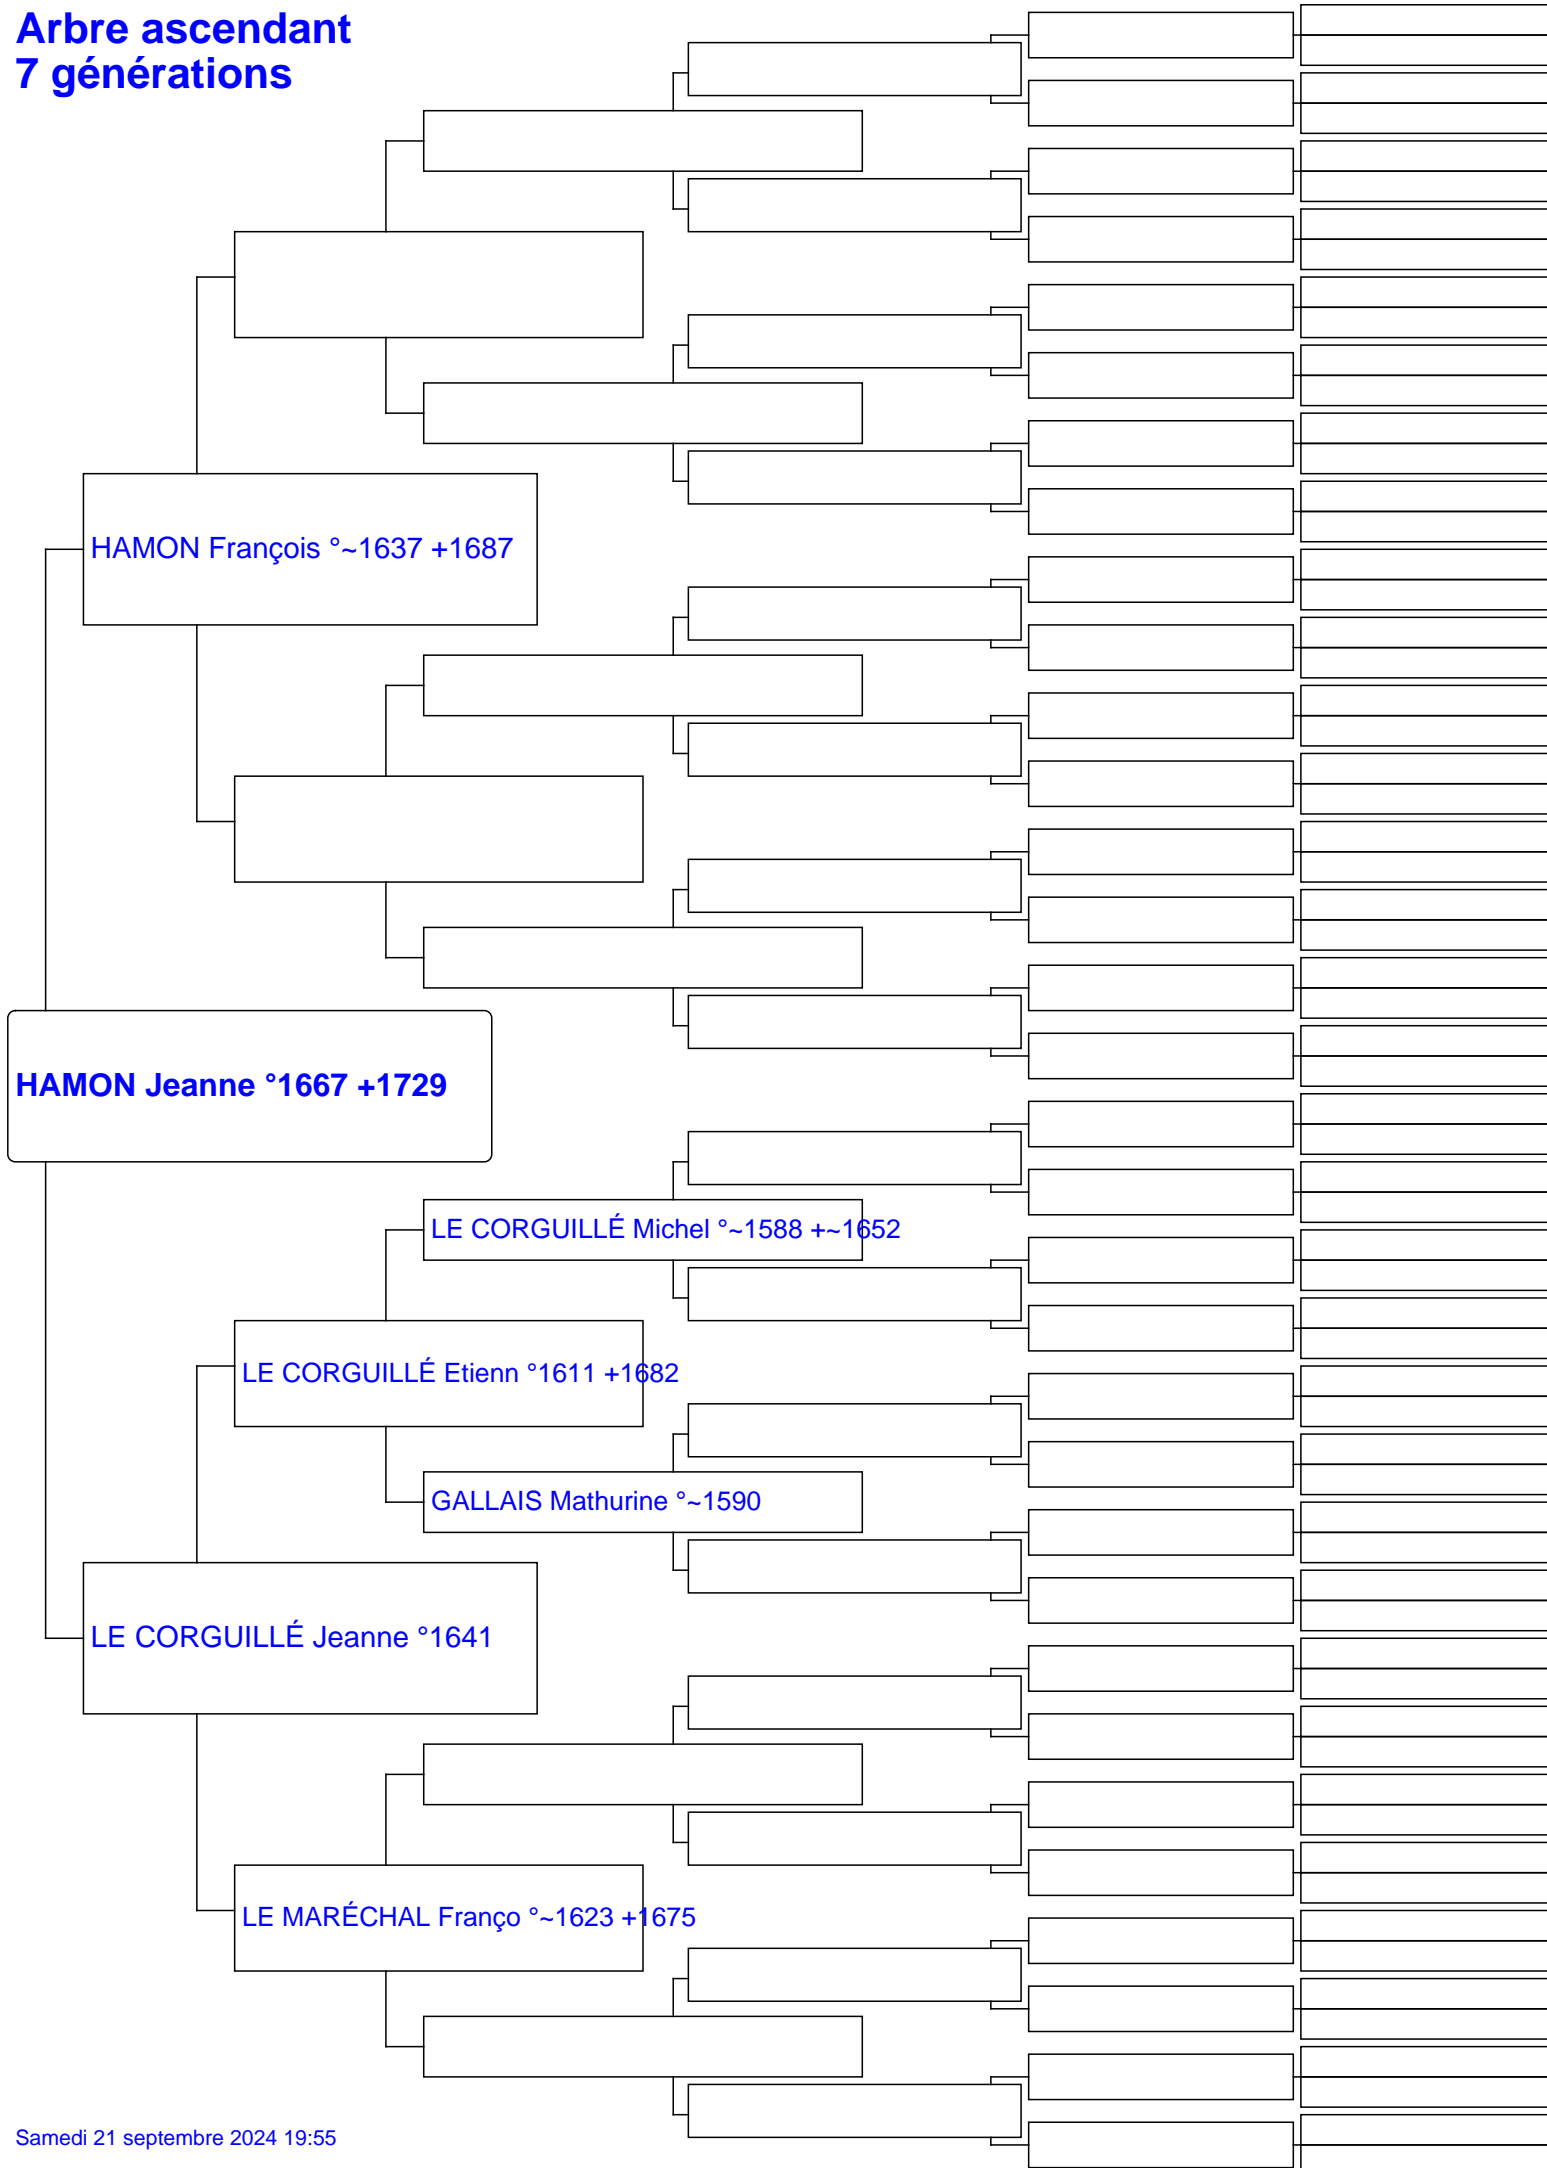 Arbre ascendant
7 générations
HAMON François °~1637 +1687
HAMON Jeanne °1667 +1729
LE CORGUILLÉ Michel °~1588 +~1652
LE CORGUILLÉ Etienn °1611 +1682
GALLAIS Mathurine °~1590
LE CORGUILLÉ Jeanne °1641
LE MARÉCHAL Franço °~1623 +1675
Samedi 21 septembre 2024 19:55